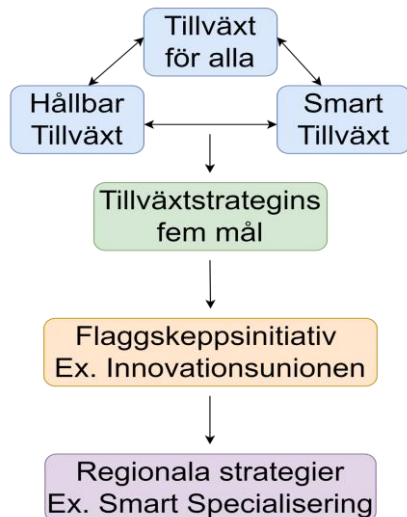 Tillväxt
för alla
Hållbar
Tillväxt
Smart
Tillväxt
Tillväxtstrategins
fem mål
Flaggskeppsinitiativ
Ex. Innovationsunionen
Regionala strategier
Ex. Smart Specialisering